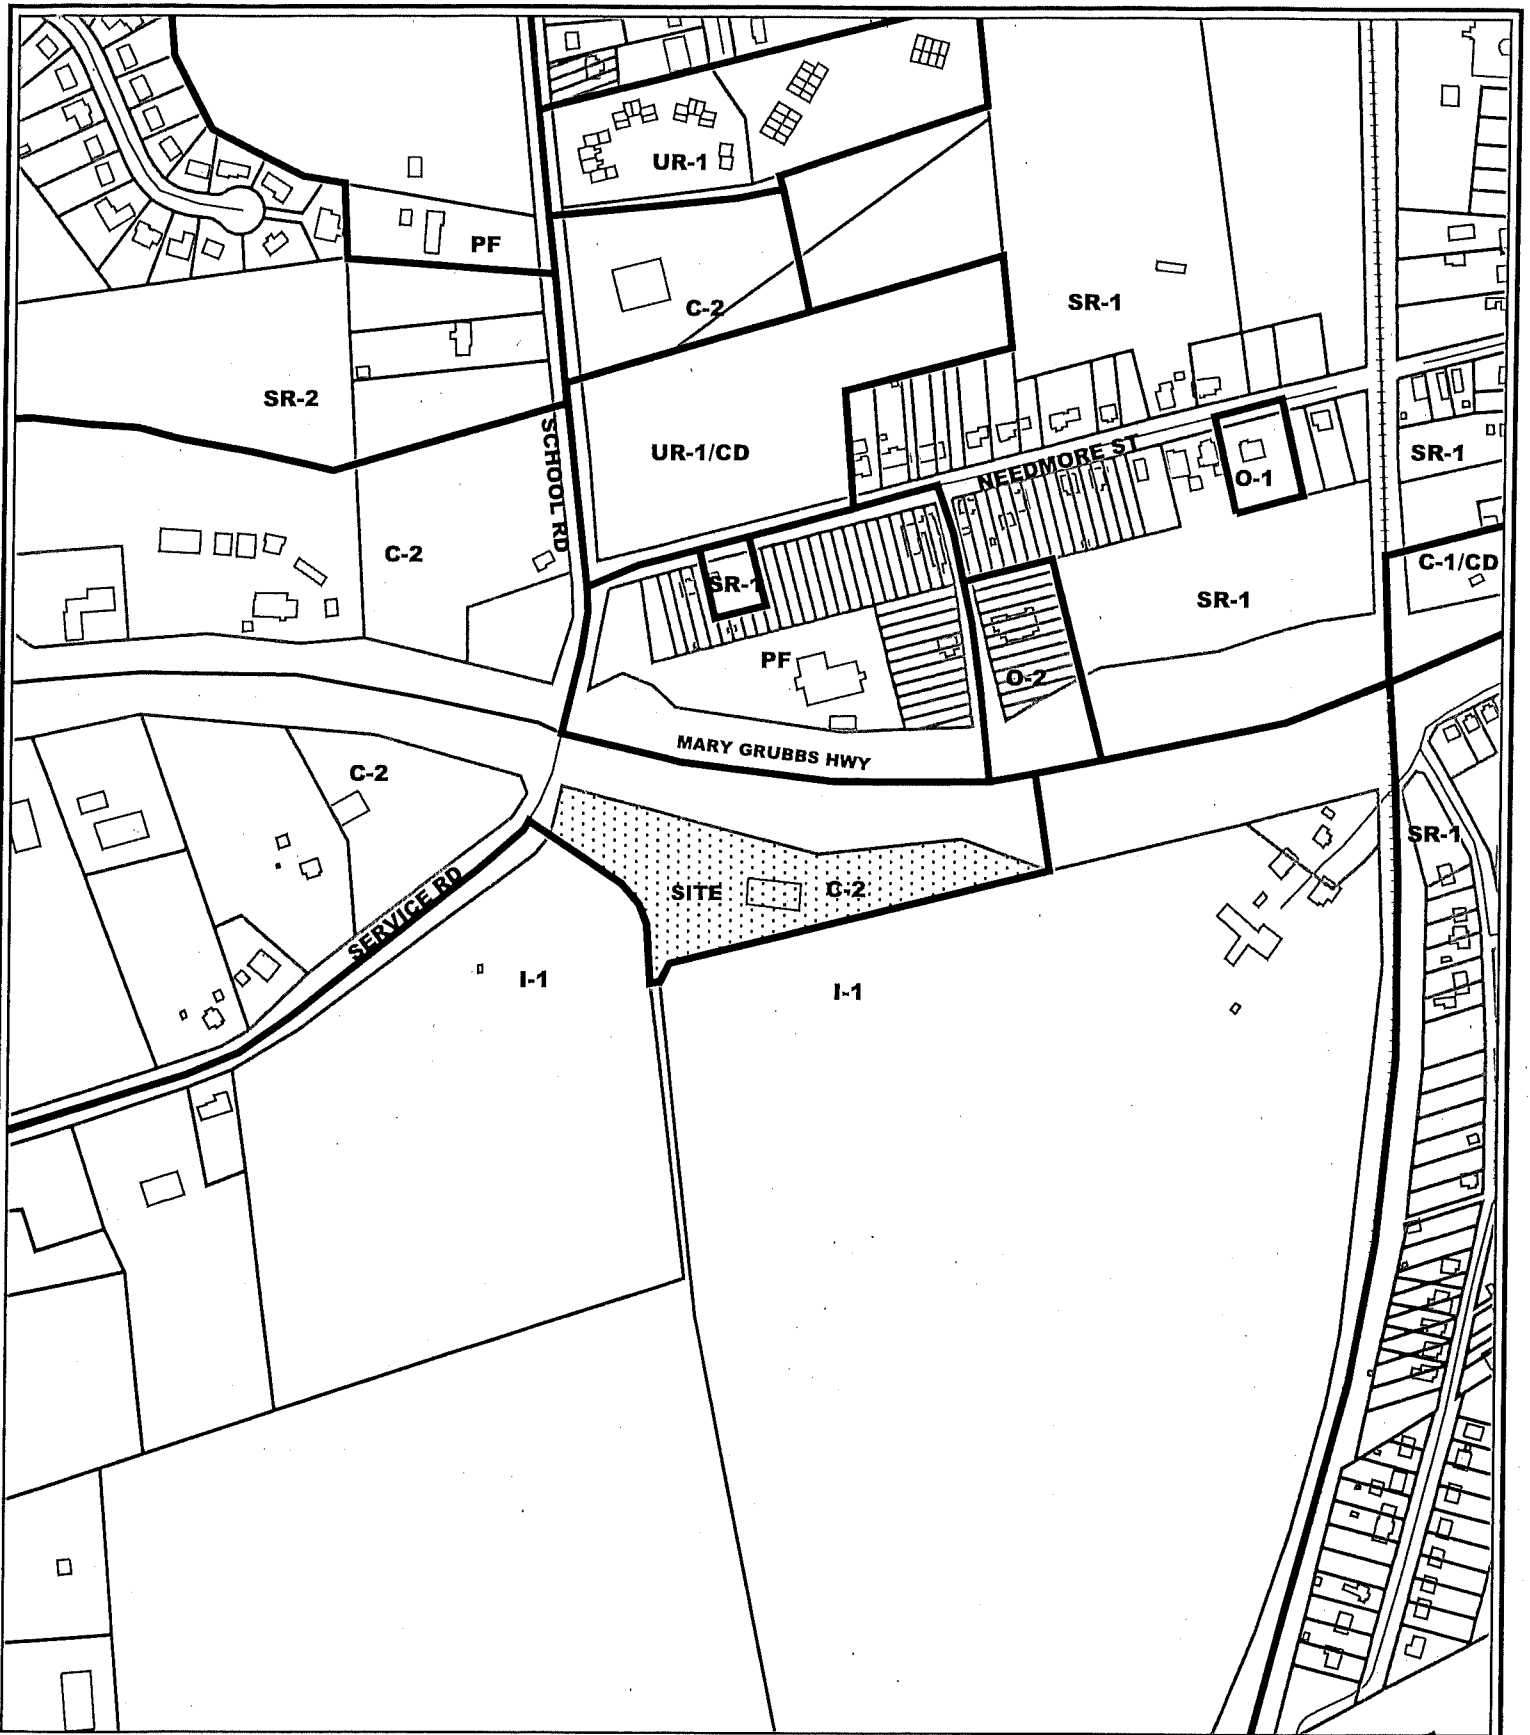 UR-1
PF
C-2
SR-1
SR-2
SCHOOL RD
UR-1/CD
NEEDMORE ST
O-1
SR-1
C-2
SR-1
C-1/CD
SR-1
PF
O-2
MARY GRUBBS HWY
C-2
SR-1
SITE
C-2
SERVICE RD
I-1
I-1